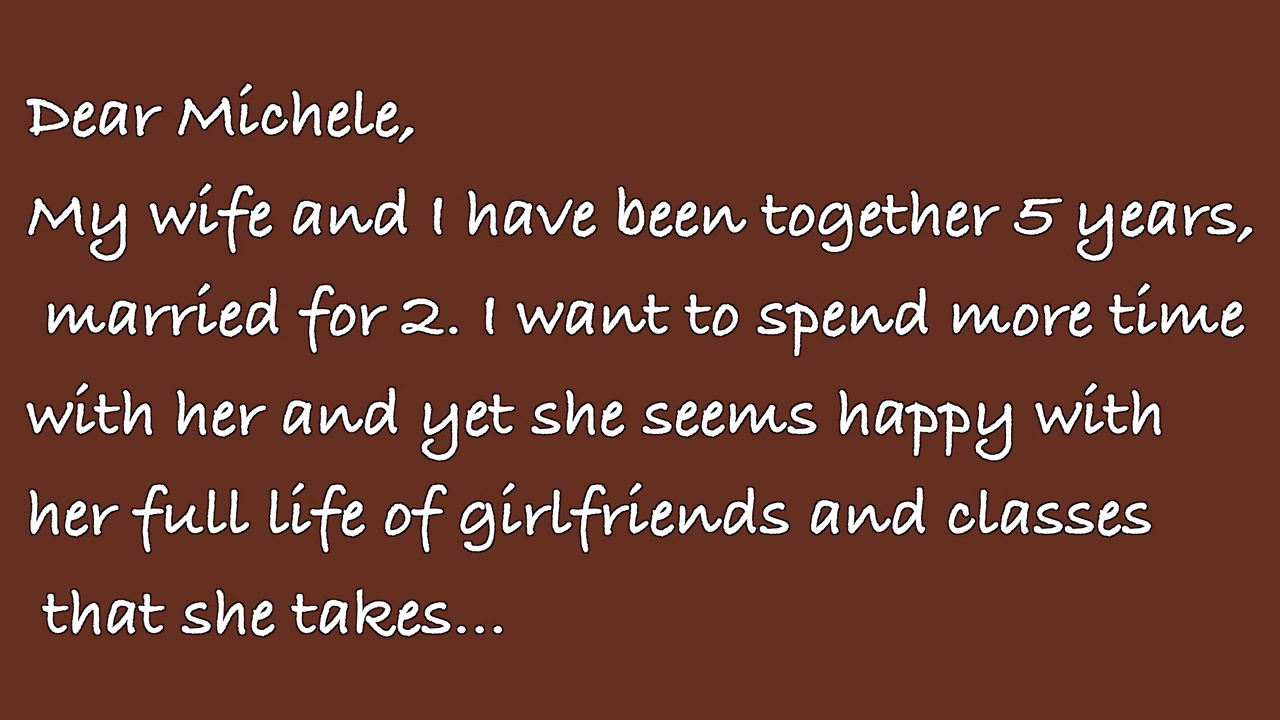 Dear Michele,
My wife and I have been together 5 years,
married for 2. I want to spend more time
with her and yet she seems happy with
her full life of girlfriends and classes
that she takes...